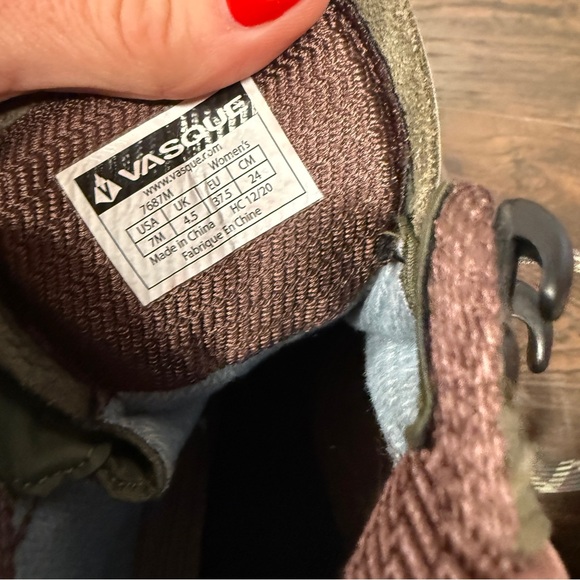 VASQUE
www.vasque.com
7687M Women's
USA UK EU CM
7M 4.5 37.5 24
Made in China HC 12/20
Fabriqué En Chine